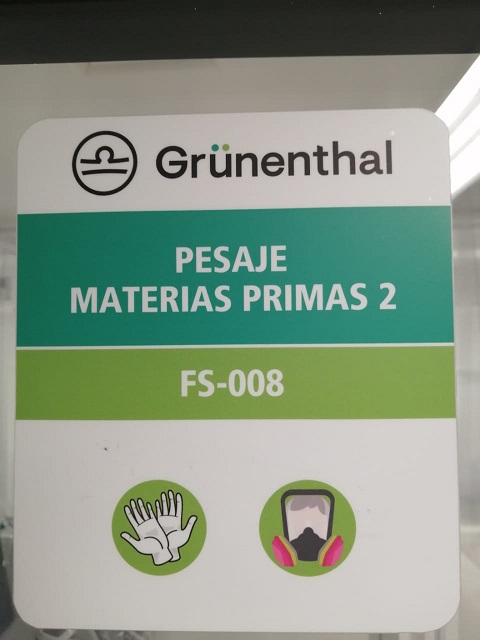 Grünenthal
PESAJE
MATERIAS PRIMAS 2
FS-008